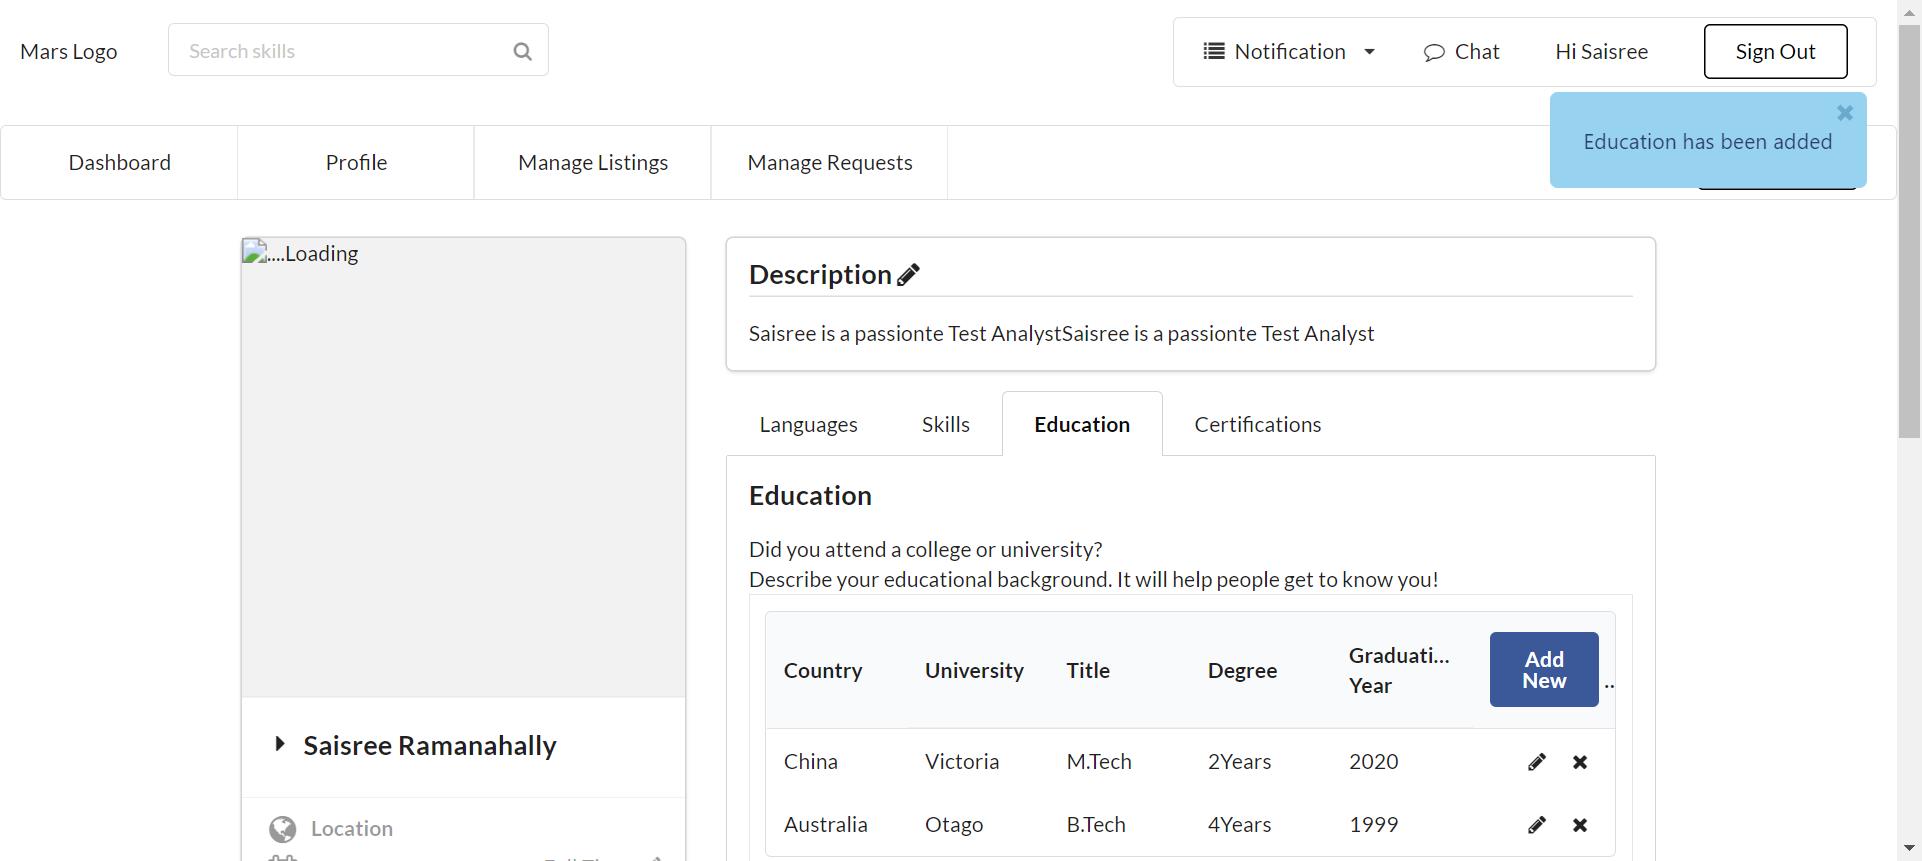 Mars Logo
Search skills
Notification
Chat
Hi Saisree
Sign Out
Education has been added
Dashboard
Profile
Manage Listings
Manage Requests
....Loading
Saisree Ramanahally
Location
Description
Saisree is a passionte Test AnalystSaisree is a passionte Test Analyst
Languages
Skills
Education
Certifications
Education
Did you attend a college or university?
Describe your educational background. It will help people get to know you!
Country University Title Degree Graduati...
Year
Add
New
..
China Victoria M.Tech 2Years 2020
Australia Otago B.Tech 4Years 1999